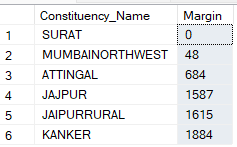 Constituency_Name Margin
1 SURAT 0
2 MUMBAINORTHWEST 48
3 ATTINGAL 684
4 JAJPUR 1587
5 JAIPURRURAL 1615
6 KANKER 1884